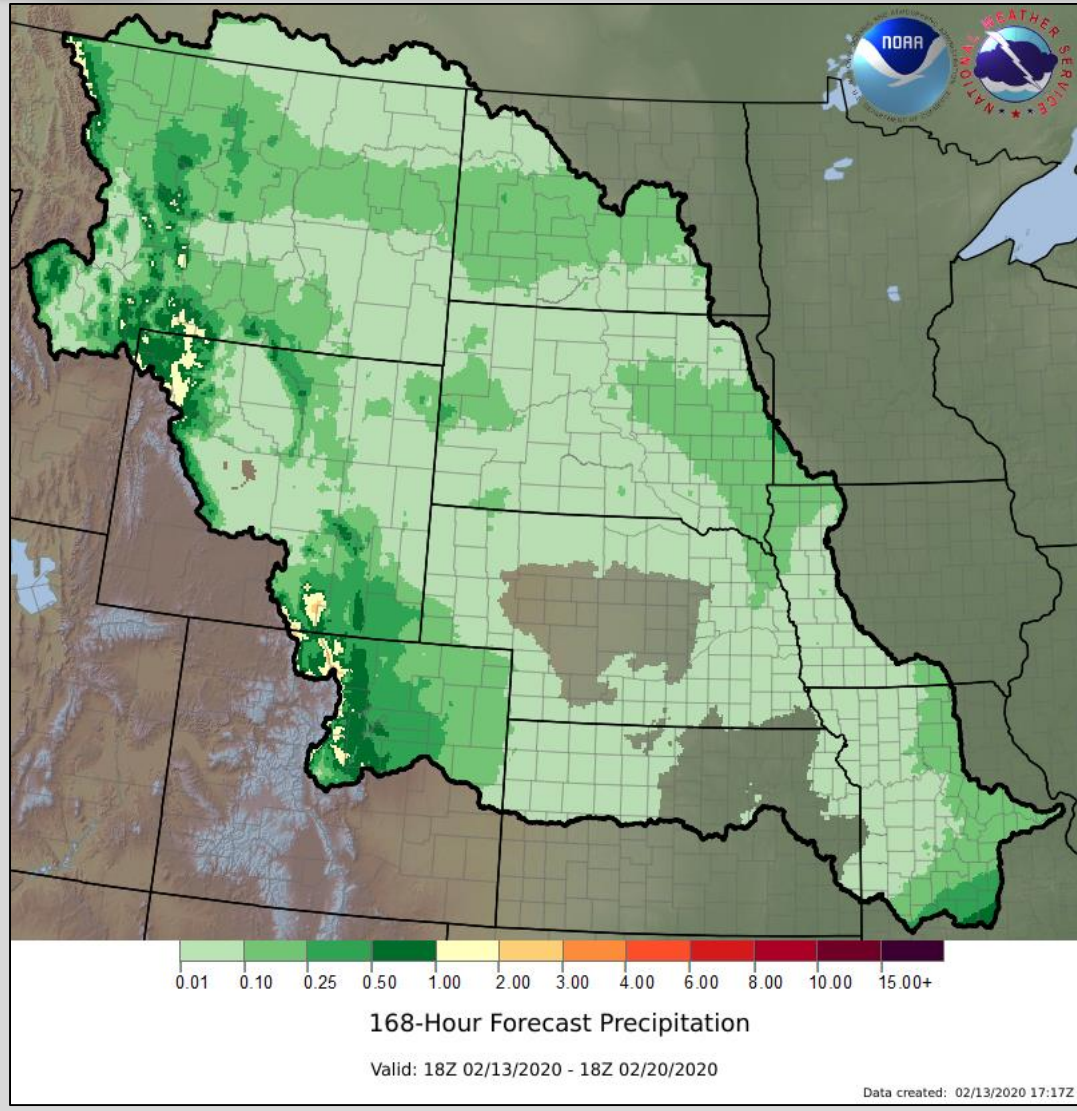 NOAA
NATIONAL WEATHER SERVICE
0.01 0.10 0.25 0.50 1.00 2.00 3.00 4.00 6.00 8.00 10.00 15.00+
168-Hour Forecast Precipitation
Valid: 18Z 02/13/2020 - 18Z 02/20/2020
Data created: 02/13/2020 17:17Z